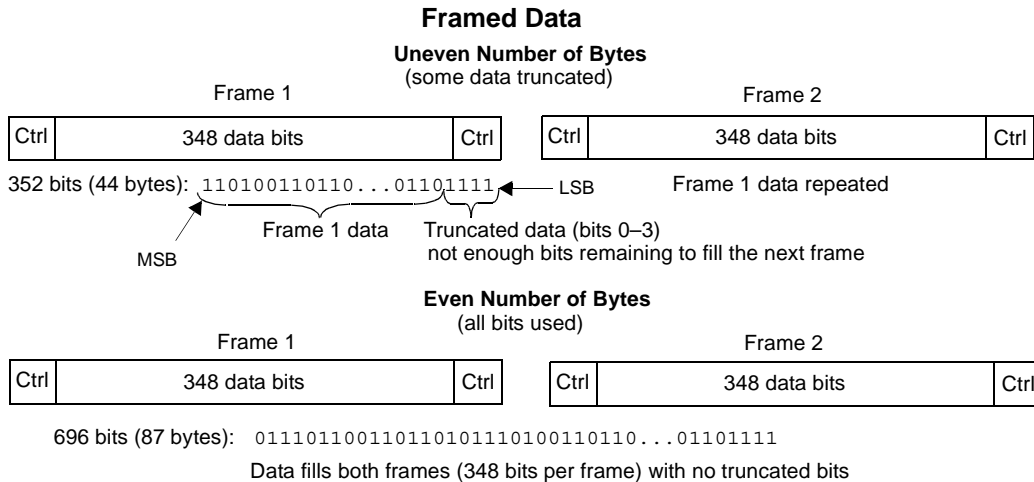 Framed Data
Uneven Number of Bytes
(some data truncated)
Frame 1
Frame 2
Ctrl 348 data bits Ctrl
Ctrl 348 data bits Ctrl
352 bits (44 bytes): 110100110110...01101111
LSB
Frame 1 data repeated
Frame 1 data
Truncated data (bits 0–3)
not enough bits remaining to fill the next frame
MSB
Even Number of Bytes
(all bits used)
Frame 1
Frame 2
Ctrl 348 data bits Ctrl
Ctrl 348 data bits Ctrl
696 bits (87 bytes): 01110110011011010111010011011​0...01101111
Data fills both frames (348 bits per frame) with no truncated bits